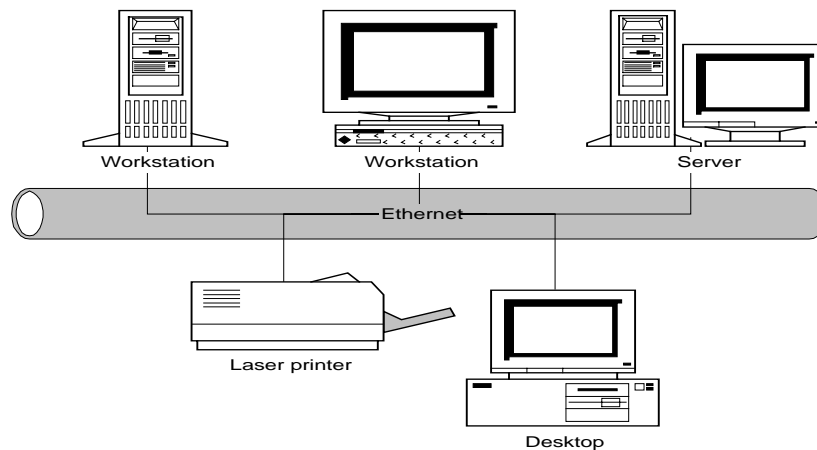 Workstation
Workstation
Server
Ethernet
Laser printer
Desktop